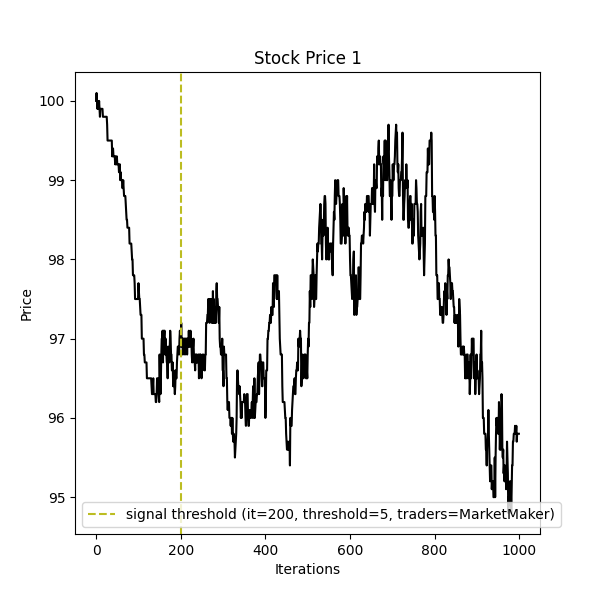 Stock Price 1
100
99
98
97
96
95
Price
signal threshold (it=200, threshold=5, traders=MarketMaker)
0 200 400 600 800 1000
Iterations